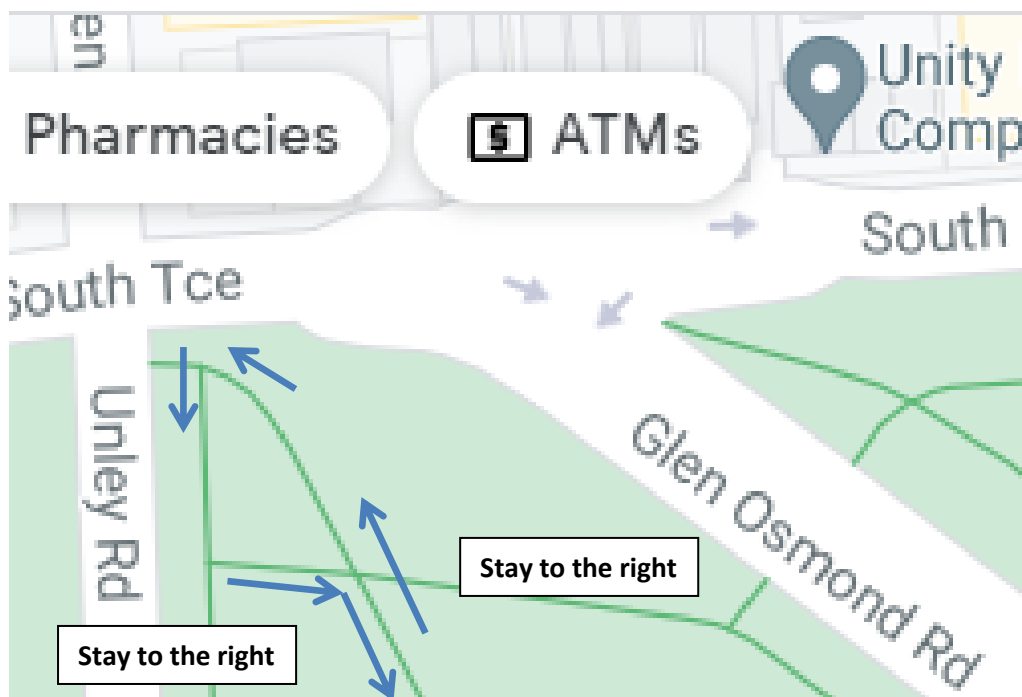 en
Pharmacies
$ ATMs
Unity
Comp
South
South Tce
Unley Rd
Glen Osmond Rd
Stay to the right
Stay to the right